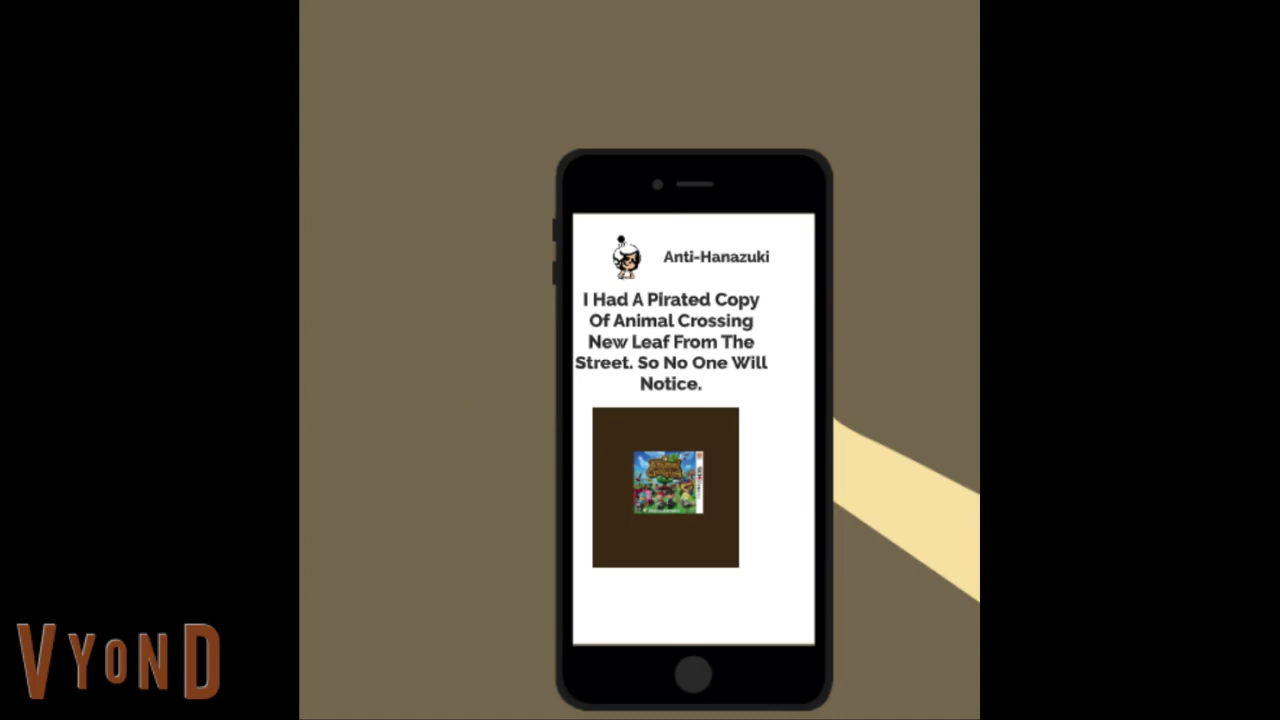 Anti-Hanazuki
I Had A Pirated Copy
Of Animal Crossing
New Leaf From The
Street. So No One Will
Notice.
VYOND